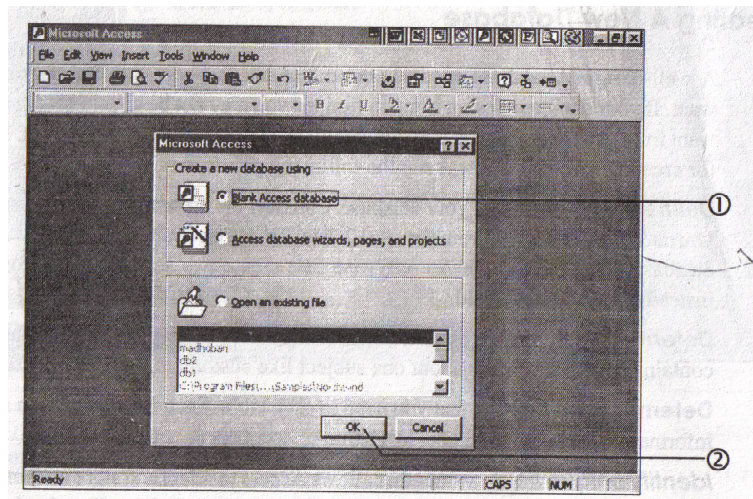 Microsoft Access
File Edit View Insert Tools Window Help
B I U
Microsoft Access
Create a new database using
Blank Access database
①
Access database wizards, pages, and projects
Open an existing file
madhuban
db2
db1
C:\Program Files\...\Samples\Northwind
OK Cancel
②
Ready CAPS NUM